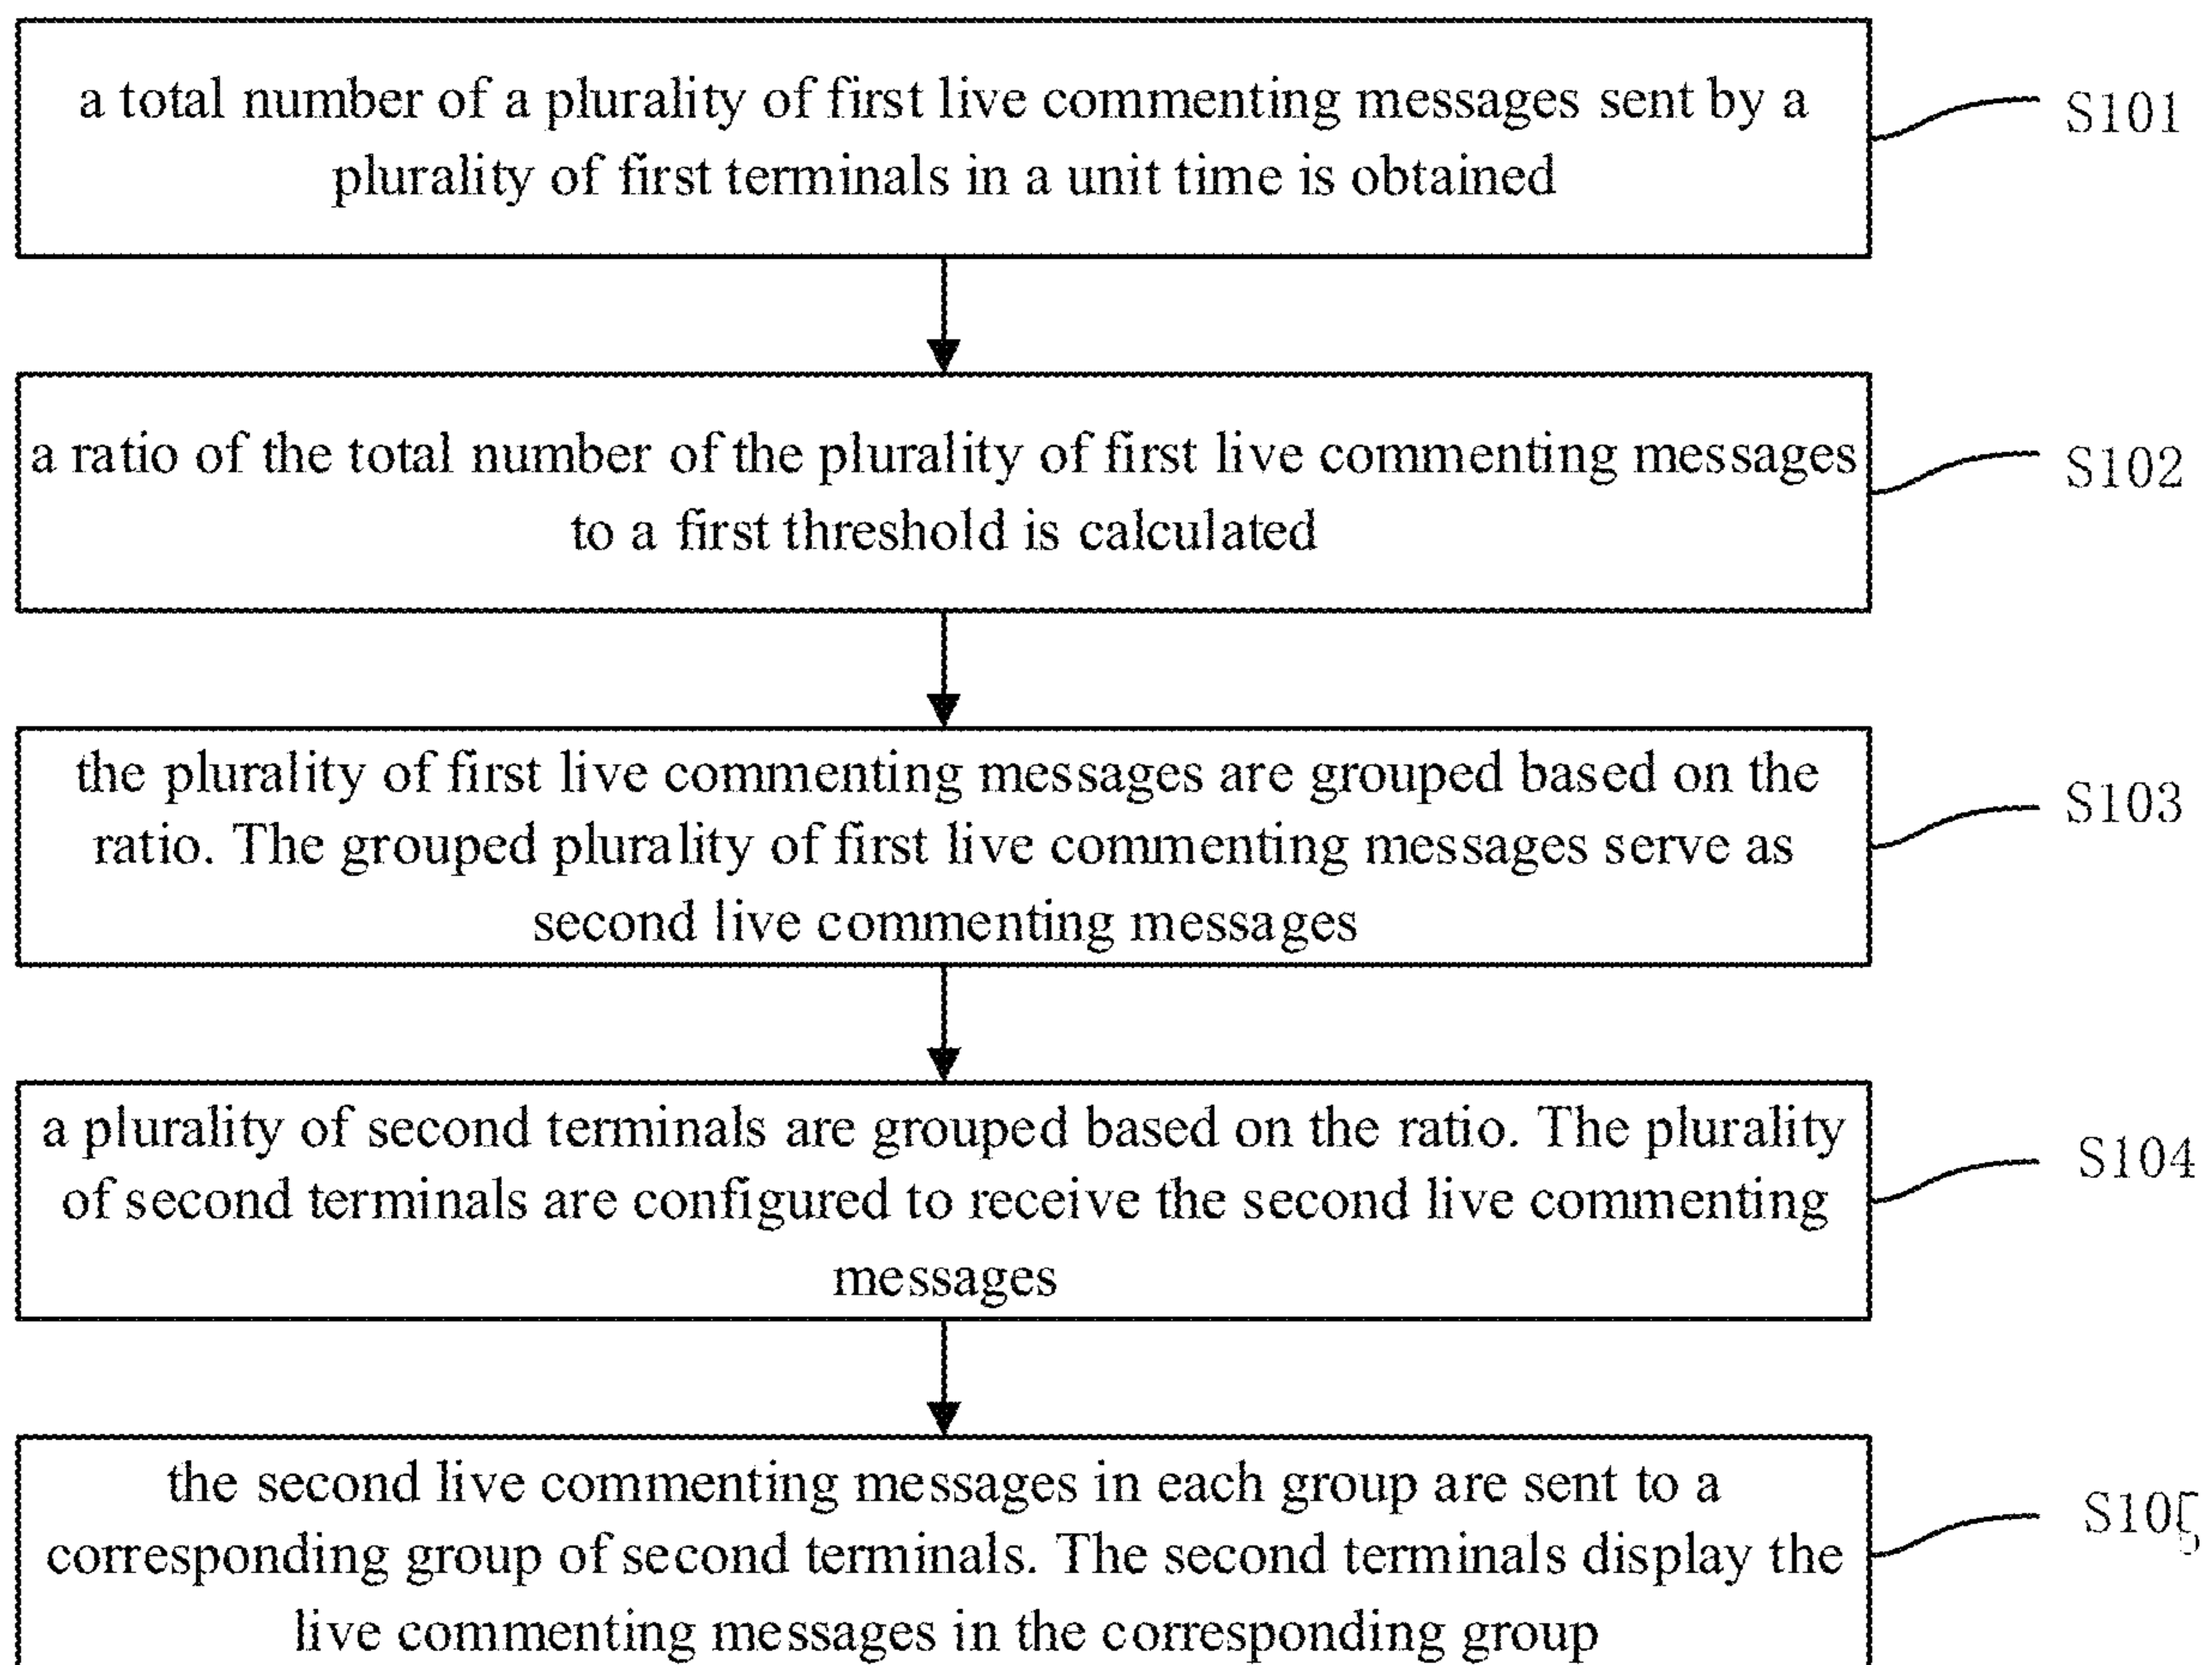 a total number of a plurality of first live commenting messages sent by a
plurality of first terminals in a unit time is obtained
S101
a ratio of the total number of the plurality of first live commenting messages
to a first threshold is calculated
S102
the plurality of first live commenting messages are grouped based on the
ratio. The grouped plurality of first live commenting messages serve as
second live commenting messages
S103
a plurality of second terminals are grouped based on the ratio. The plurality
of second terminals are configured to receive the second live commenting
messages
S104
the second live commenting messages in each group are sent to a
corresponding group of second terminals. The second terminals display the
live commenting messages in the corresponding group
S105